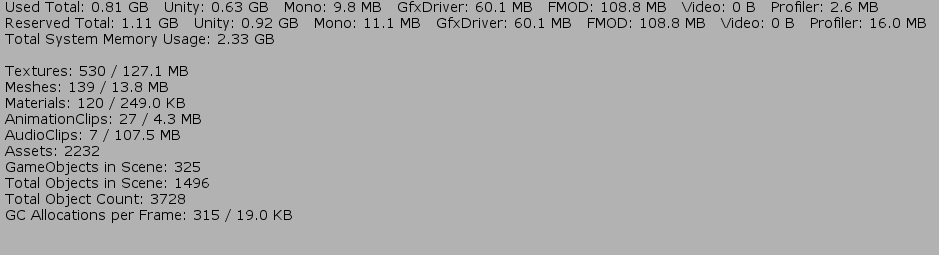 Used Total: 0.81 GB   Unity: 0.63 GB   Mono: 9.8 MB   GfxDriver: 60.1 MB   FMOD: 108.8 MB   Video: 0 B   Profiler: 2.6 MB
Reserved Total: 1.11 GB   Unity: 0.92 GB   Mono: 11.1 MB   GfxDriver: 60.1 MB   FMOD: 108.8 MB   Video: 0 B   Profiler: 16.0 MB
Total System Memory Usage: 2.33 GB
Textures: 530 / 127.1 MB
Meshes: 139 / 13.8 MB
Materials: 120 / 249.0 KB
AnimationClips: 27 / 4.3 MB
AudioClips: 7 / 107.5 MB
Assets: 2232
GameObjects in Scene: 325
Total Objects in Scene: 1496
Total Object Count: 3728
GC Allocations per Frame: 315 / 19.0 KB